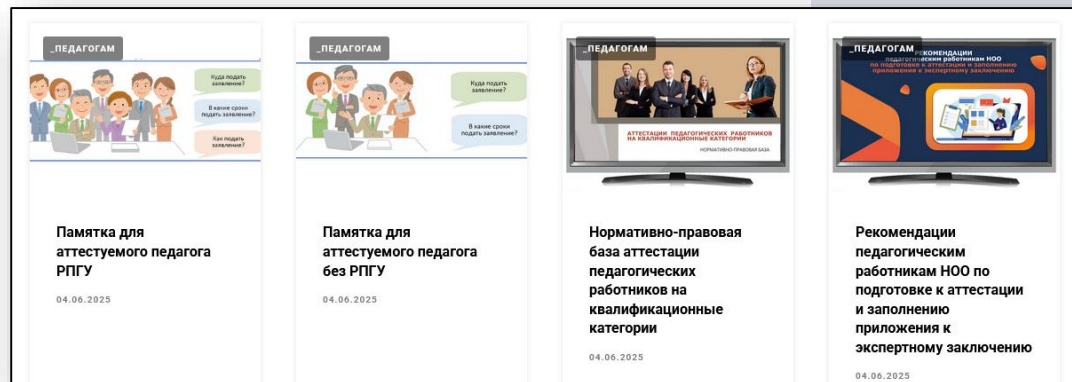 _ПЕДАГОГАМ
Куда подать
заявление?
В какие сроки
подать заявление?
Как подать
заявление?
Памятка для
аттестуемого педагога
РПГУ
04.06.2025
_ПЕДАГОГАМ
Куда подать
заявление?
В какие сроки
подать заявление?
Памятка для
аттестуемого педагога
без РПГУ
04.06.2025
_ПЕДАГОГАМ
АТТЕСТАЦИИ ПЕДАГОГИЧЕСКИХ РАБОТНИКОВ
НА КВАЛИФИКАЦИОННЫЕ КАТЕГОРИИ
НОРМАТИВНО-ПРАВОВАЯ БАЗА
Нормативно-правовая
база аттестации
педагогических
работников на
квалификационные
категории
04.06.2025
_ПЕДАГОГАМ
РЕКОМЕНДАЦИИ
педагогическим работникам НОО
по подготовке к аттестации и заполнению
приложения к экспертному заключению
Рекомендации
педагогическим
работникам НОО по
подготовке к аттестации
и заполнению
приложения к
экспертному заключению
04.06.2025